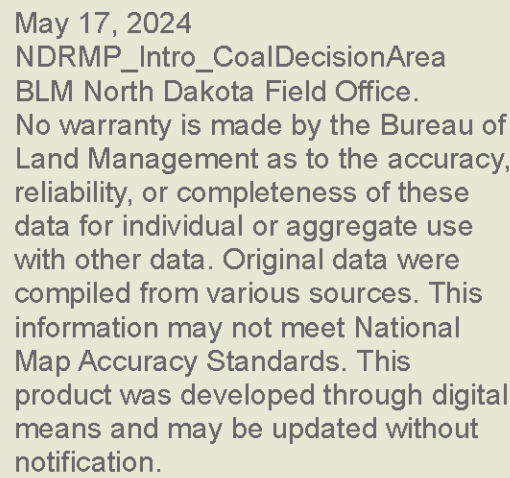 May 17, 2024
NDRMP_Intro_CoalDecisionArea
BLM North Dakota Field Office.
No warranty is made by the Bureau of
Land Management as to the accuracy,
reliability, or completeness of these
data for individual or aggregate use
with other data. Original data were
compiled from various sources. This
information may not meet National
Map Accuracy Standards. This
product was developed through digital
means and may be updated without
notification.